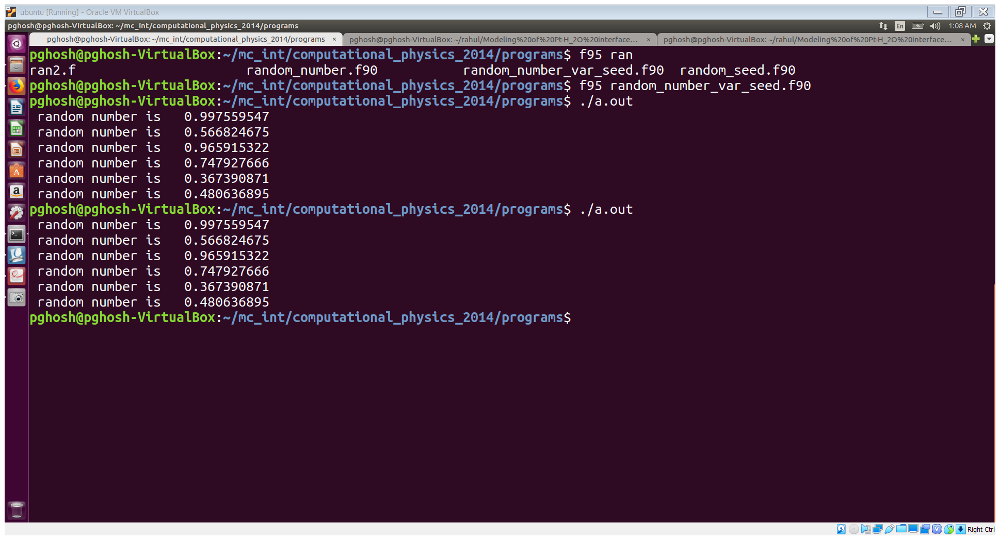 ubuntu [Running] - Oracle VM VirtualBox
pghosh@pghosh-VirtualBox: ~/mc_int/computational_physics_2014/programs En 1:08 AM
pghosh@pghosh-VirtualBox: ~/mc_int/computational_physics_2014/programs × pghosh@pghosh-VirtualBox: ~/rahul/Modeling%20of%20Pt-H_2O%20interface... × pghosh@pghosh-VirtualBox: ~/rahul/Modeling%20of%20Pt-H_2O%20interface... ×
pghosh@pghosh-VirtualBox:~/mc_int/computational_physics_2014/programs$ f95 ran
ran2.f random_number.f90 random_number_var_seed.f90 random_seed.f90
pghosh@pghosh-VirtualBox:~/mc_int/computational_physics_2014/programs$ f95 random_number_var_seed.f90
pghosh@pghosh-VirtualBox:~/mc_int/computational_physics_2014/programs$ ./a.out
random number is 0.997559547
random number is 0.566824675
random number is 0.965915322
random number is 0.747927666
random number is 0.367390871
random number is 0.480636895
pghosh@pghosh-VirtualBox:~/mc_int/computational_physics_2014/programs$ ./a.out
random number is 0.997559547
random number is 0.566824675
random number is 0.965915322
random number is 0.747927666
random number is 0.367390871
random number is 0.480636895
pghosh@pghosh-VirtualBox:~/mc_int/computational_physics_2014/programs$
Right Ctrl